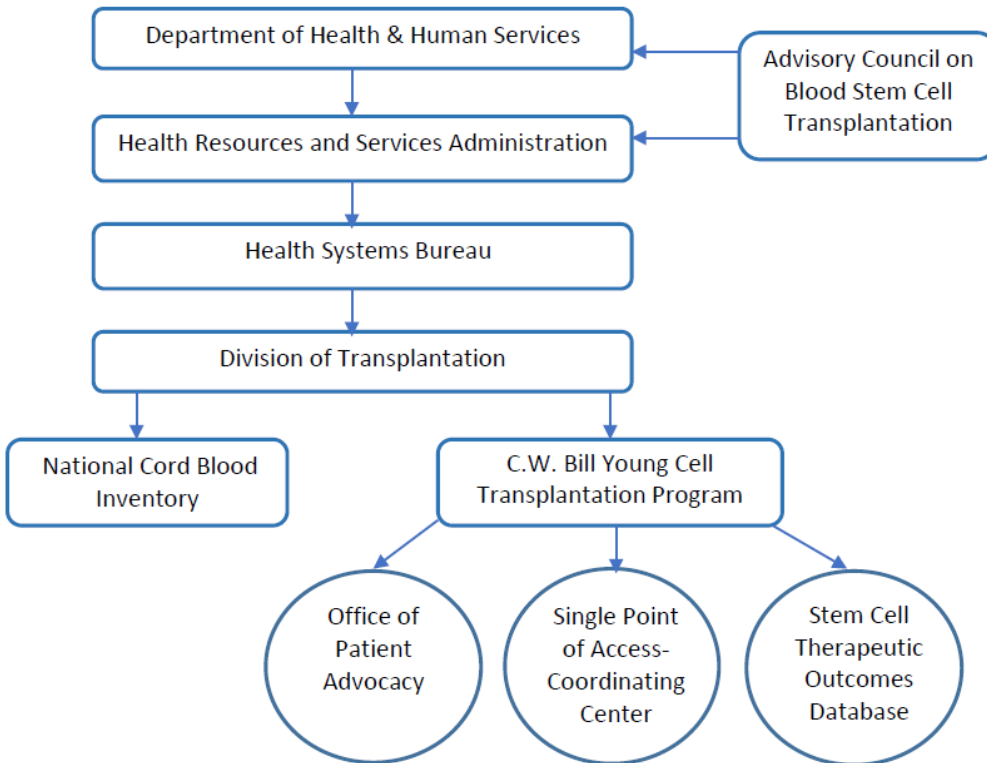 Department of Health & Human Services
Advisory Council on
Blood Stem Cell
Transplantation
Health Resources and Services Administration
Health Systems Bureau
Division of Transplantation
National Cord Blood
Inventory
C.W. Bill Young Cell
Transplantation Program
Office of
Patient
Advocacy
Single Point
of Access-
Coordinating
Center
Stem Cell
Therapeutic
Outcomes
Database